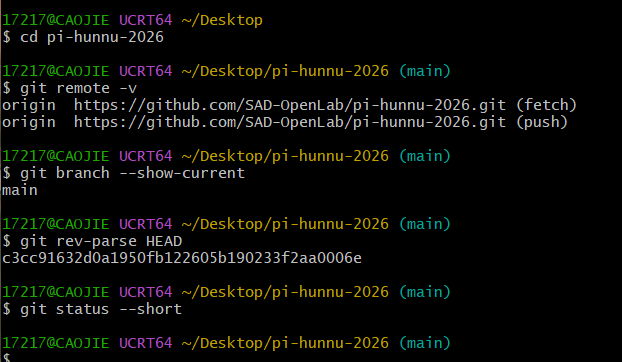 17217@CAOJIE UCRT64 ~/Desktop
$ cd pi-hunnu-2026
17217@CAOJIE UCRT64 ~/Desktop/pi-hunnu-2026 (main)
$ git remote -v
origin  https://github.com/SAD-OpenLab/pi-hunnu-2026.git (fetch)
origin  https://github.com/SAD-OpenLab/pi-hunnu-2026.git (push)
17217@CAOJIE UCRT64 ~/Desktop/pi-hunnu-2026 (main)
$ git branch --show-current
main
17217@CAOJIE UCRT64 ~/Desktop/pi-hunnu-2026 (main)
$ git rev-parse HEAD
c3cc91632d0a1950fb122605b190233f2aa0006e
17217@CAOJIE UCRT64 ~/Desktop/pi-hunnu-2026 (main)
$ git status --short
17217@CAOJIE UCRT64 ~/Desktop/pi-hunnu-2026 (main)
$